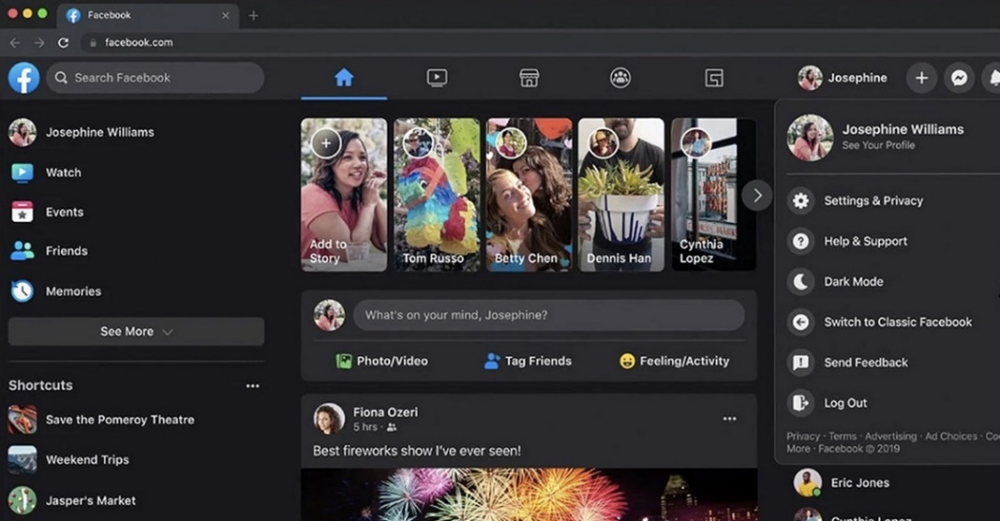 Facebook
facebook.com
Search Facebook
Josephine
Josephine Williams
Watch
Events
Friends
Memories
See More
Shortcuts
Save the Pomeroy Theatre
Weekend Trips
Jasper's Market
Add to
Story
Tom Russo
Betty Chen
Dennis Han
Cynthia
Lopez
What's on your mind, Josephine?
Photo/Video
Tag Friends
Feeling/Activity
Fiona Ozeri
5 hrs ·
Best fireworks show I've ever seen!
Josephine Williams
See Your Profile
Settings & Privacy
Help & Support
Dark Mode
Switch to Classic Facebook
Send Feedback
Log Out
Privacy · Terms · Advertising · Ad Choices · Co
More · Facebook © 2019
Eric Jones
Cynthia Lopez